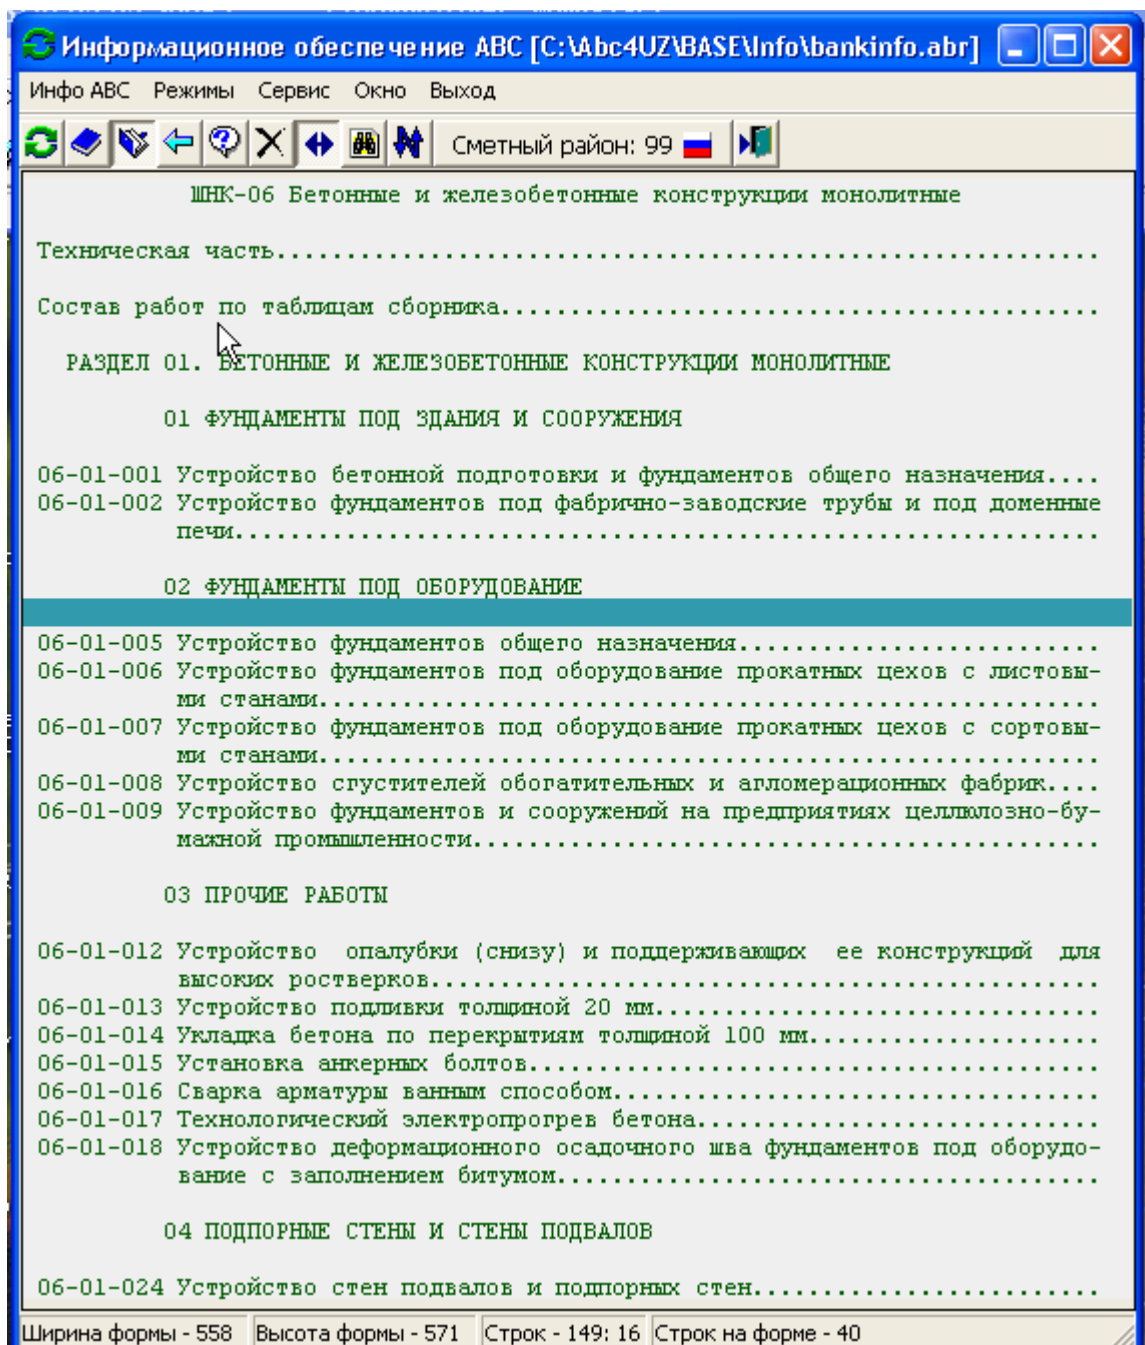 Информационное обеспечение ABC [C:\Abc4UZ\BASE\Info\bankinfo.abr]
Инфо ABC Режимы Сервис Окно Выход
Сметный район: 99
ШНК-06 Бетонные и железобетонные конструкции монолитные
Техническая часть...........................................................
Состав работ по таблицам сборника...........................................
РАЗДЕЛ 01. БЕТОННЫЕ И ЖЕЛЕЗОБЕТОННЫЕ КОНСТРУКЦИИ МОНОЛИТНЫЕ
01 ФУНДАМЕНТЫ ПОД ЗДАНИЯ И СООРУЖЕНИЯ
06-01-001 Устройство бетонной подготовки и фундаментов общего назначения....
06-01-002 Устройство фундаментов под фабрично-заводские трубы и под доменные
печи..............................................................
02 ФУНДАМЕНТЫ ПОД ОБОРУДОВАНИЕ
06-01-005 Устройство фундаментов общего назначения..........................
06-01-006 Устройство фундаментов под оборудование прокатных цехов с листовы-
ми станами........................................................
06-01-007 Устройство фундаментов под оборудование прокатных цехов с сортовы-
ми станами........................................................
06-01-008 Устройство сгустителей обогатительных и агломерационных фабрик....
06-01-009 Устройство фундаментов и сооружений на предприятиях целлюлозно-бу-
мажной промышленности.............................................
03 ПРОЧИЕ РАБОТЫ
06-01-012 Устройство опалубки (снизу) и поддерживающих ее конструкций для
высоких ростверков................................................
06-01-013 Устройство подливки толщиной 20 мм................................
06-01-014 Укладка бетона по перекрытиям толщиной 100 мм.....................
06-01-015 Установка анкерных болтов.........................................
06-01-016 Сварка арматуры ванным способом...................................
06-01-017 Технологический электропрогрев бетона.............................
06-01-018 Устройство деформационного осадочного шва фундаментов под оборудо-
вание с заполнением битумом.......................................
04 ПОДПОРНЫЕ СТЕНЫ И СТЕНЫ ПОДВАЛОВ
06-01-024 Устройство стен подвалов и подпорных стен.........................
Ширина формы - 558 Высота формы - 571 Строк - 149: 16 Строк на форме - 40